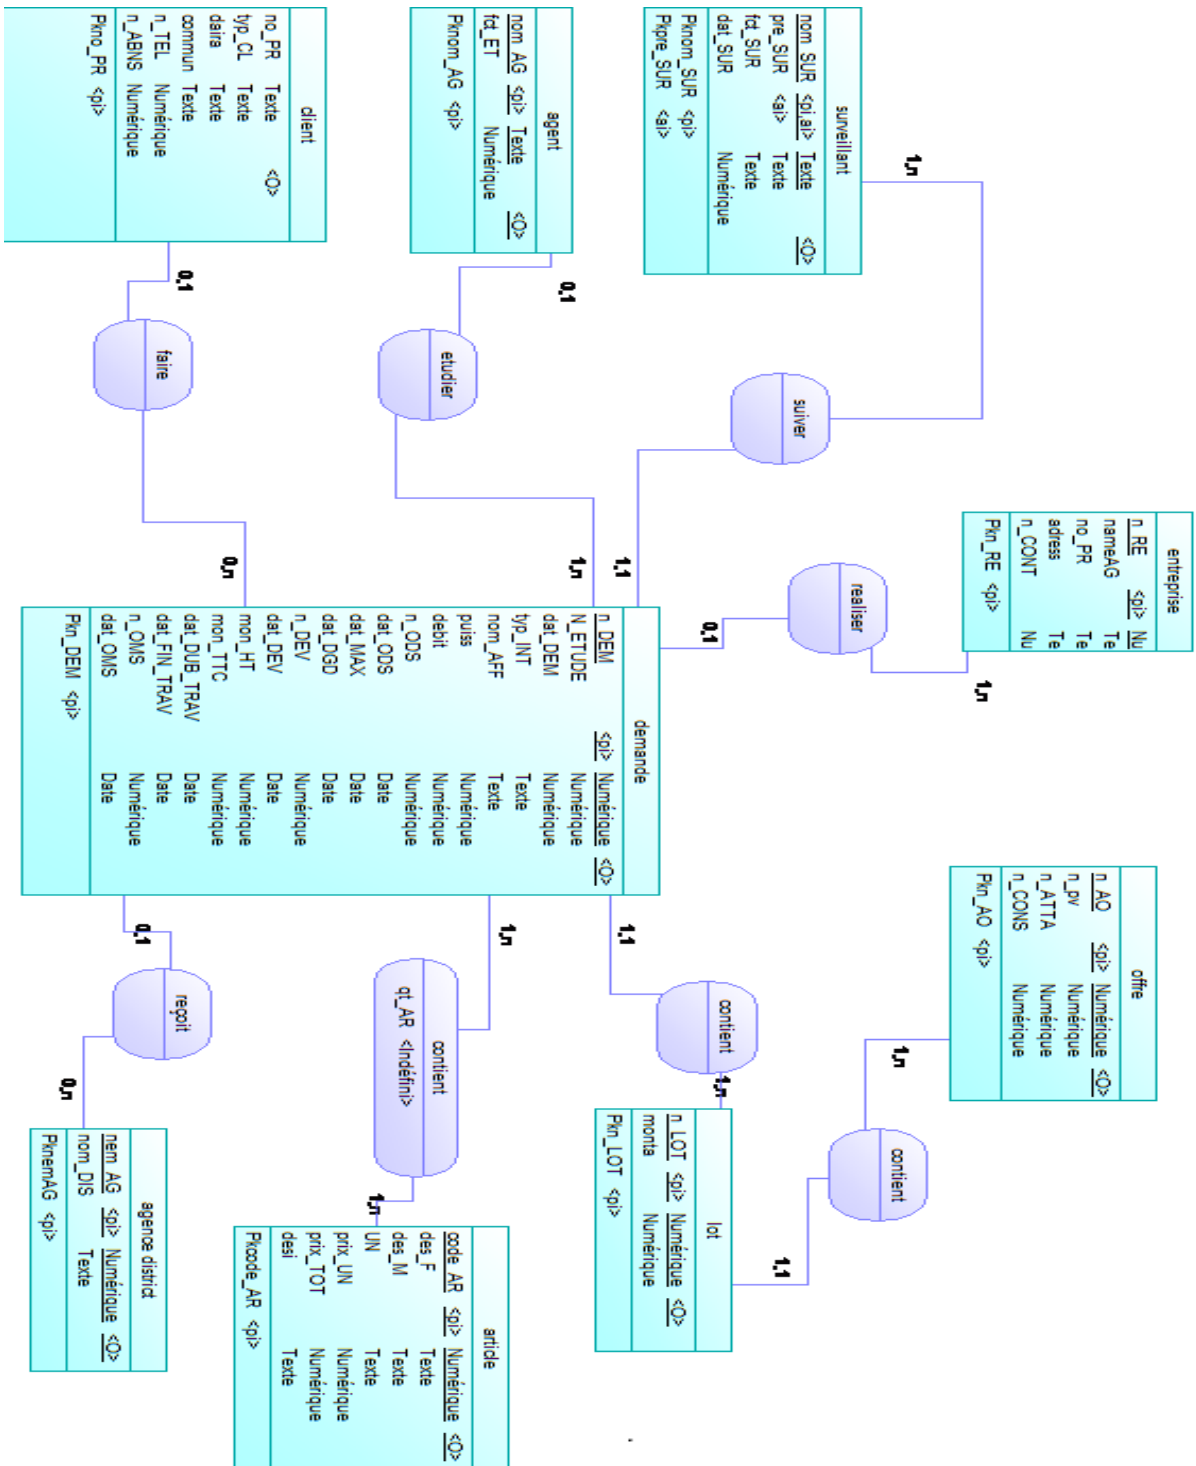 client
no_PR Texte <O>
typ_CL Texte
daira Texte
commun Texte
n_TEL Numérique
n_ABNS Numérique
Pkno_PR <pi>
agent
nom_AG <pi> Texte <O>
fct_ET Numérique
Pknom_AG <pi>
surveillant
nom_SUR <pi,ai> Texte <O>
pre_SUR <ai> Texte
fct_SUR Texte
dat_SUR Numérique
Pknom_SUR <pi>
Pkpre_SUR <ai>
0,1
faire
0,n
0,1
etudier
1,n
1,n
suiver
1,1
entreprise
n_RE <pi> Nu
nameAG Te
no_PR Te
adress Te
n_CONT Nu
Pkn_RE <pi>
1,n
realiser
0,1
demande
n_DEM <pi> Numérique <O>
N_ETUDE Numérique
dat_DEM Numérique
typ_INT Texte
nom_AFF Texte
puiss Numérique
debit Numérique
n_ODS Numérique
dat_ODS Date
dat_MAX Date
dat_DGD Date
n_DEV Numérique
dat_DEV Date
mon_HT Numérique
mon_TTC Numérique
dat_DUB_TRAV Date
dat_FIN_TRAV Date
n_OMS Numérique
dat_OMS Date
Pkn_DEM <pi>
offre
n_AO <pi> Numérique <O>
n_pv Numérique
n_ATTA Numérique
n_CONS Numérique
Pkn_AO <pi>
1,n
contient
1,1
1,1
contient
1,n
lot
n_LOT <pi> Numérique <O>
monta Numérique
Pkn_LOT <pi>
1,n
contient
qt_AR <Indéfini>
1,n
article
code_AR <pi> Numérique <O>
des_F Texte
des_M Texte
UN Texte
prix_UN Numérique
prix_TOT Numérique
desi Texte
Pkcode_AR <pi>
0,1
reçoit
0,n
agence district
nem_AG <pi> Numérique <O>
nom_DIS Texte
PknemAG <pi>